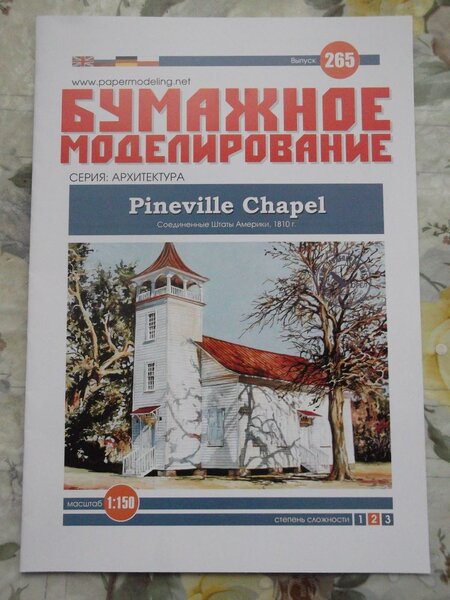 Выпуск 265
www.papermodeling.net
БУМАЖНОЕ
МОДЕЛИРОВАНИЕ
СЕРИЯ: АРХИТЕКТУРА
Pineville Chapel
Соединенные Штаты Америки, 1810 г.
масштаб 1:150
степень сложности 1 2 3